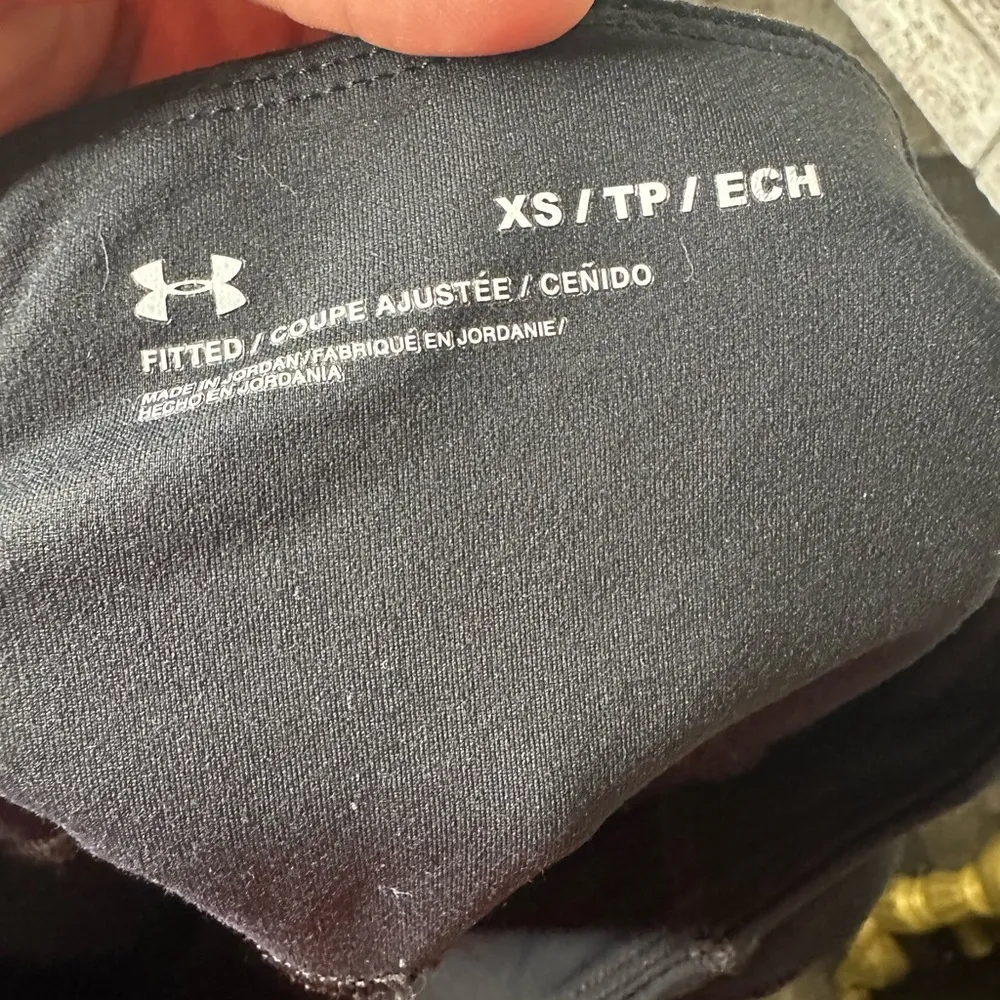 XS / TP / ECH
FITTED / COUPE AJUSTÉE / CEÑIDO
MADE IN JORDAN / FABRIQUÉ EN JORDANIE /
HECHO EN JORDANIA